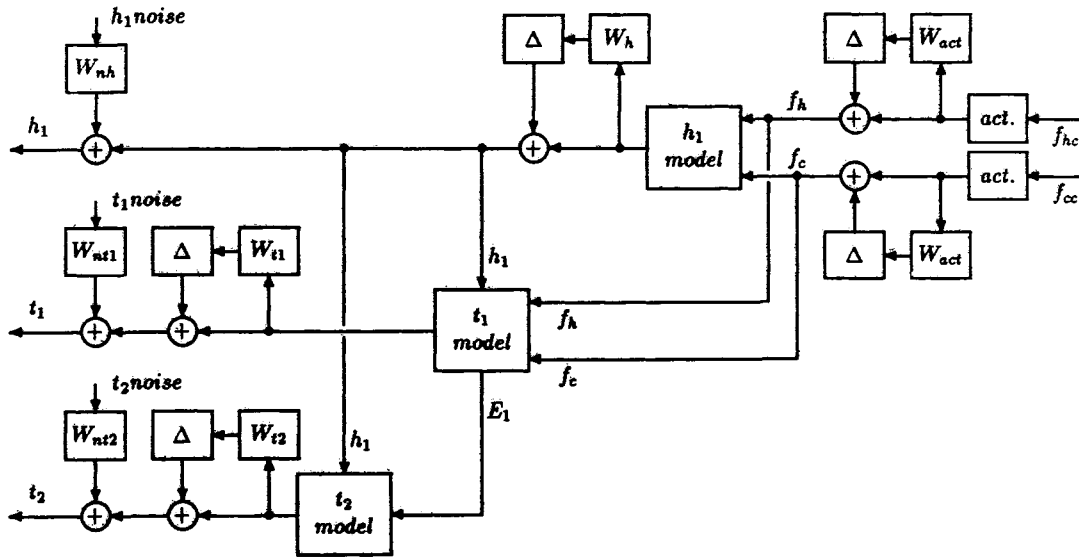 h₁noise
Δ
W_h
Δ
W_act
W_nh
f_h
h₁
h₁
model
act.
f_hc
f_c
act.
f_cc
t₁noise
W_nt1
Δ
W_t1
h₁
Δ
W_act
t₁
t₁
model
f_h
f_c
t₂noise
E₁
W_nt2
Δ
W_t2
h₁
t₂
t₂
model